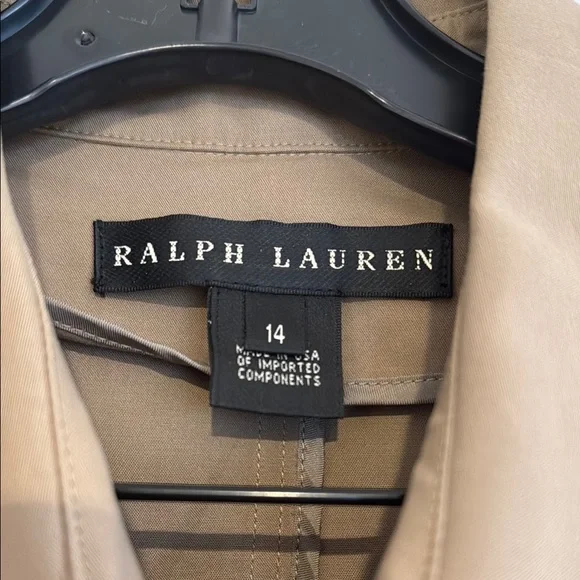 RALPH LAUREN
14
MADE IN USA
OF IMPORTED
COMPONENTS